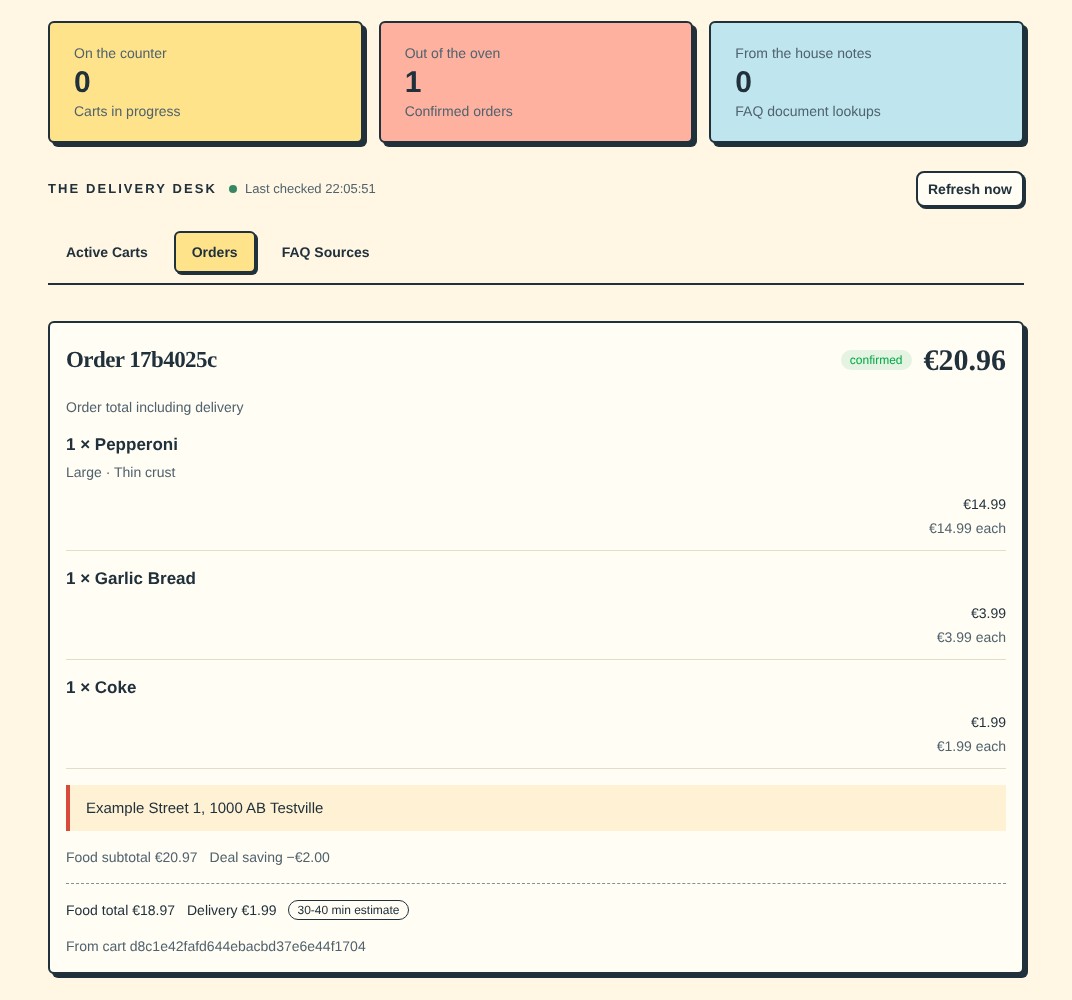 On the counter
0
Carts in progress
Out of the oven
1
Confirmed orders
From the house notes
0
FAQ document lookups
THE DELIVERY DESK Last checked 22:05:51 Refresh now
Active Carts Orders FAQ Sources
Order 17b4025c confirmed €20.96
Order total including delivery
1 × Pepperoni
Large · Thin crust
€14.99
€14.99 each
1 × Garlic Bread
€3.99
€3.99 each
1 × Coke
€1.99
€1.99 each
Example Street 1, 1000 AB Testville
Food subtotal €20.97 Deal saving −€2.00
Food total €18.97 Delivery €1.99 30-40 min estimate
From cart d8c1e42fafd644ebacbd37e6e44f1704